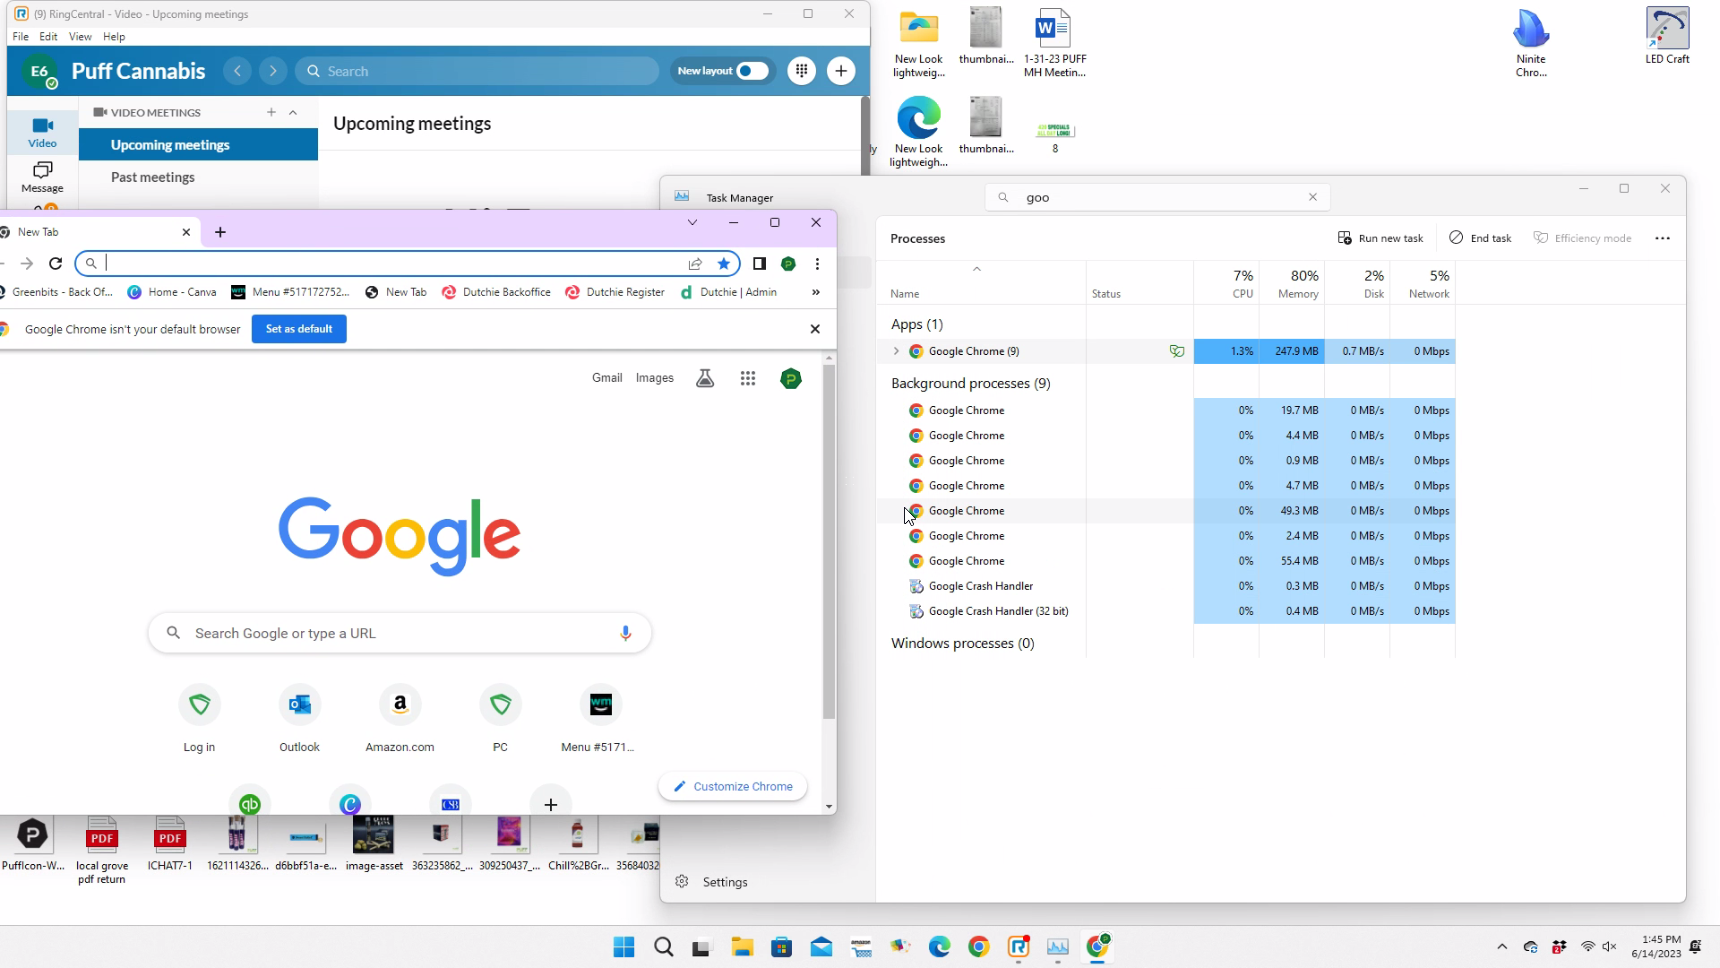 (9) RingCentral - Video - Upcoming meetings
File Edit View Help
E6 Puff Cannabis Search New layout
Video
Message
VIDEO MEETINGS
Upcoming meetings
Past meetings
Upcoming meetings
New Look lightweig...
thumbnai...
1-31-23 PUFF MH Meetin...
Ninite Chro...
LED Craft
New Look lightweigh...
thumbnai...
420 SPECIALS
ALL DAY LONG!
8
New Tab
Greenbits - Back Of... Home - Canva Menu #517172752... New Tab Dutchie Backoffice Dutchie Register Dutchie | Admin »
Google Chrome isn't your default browser Set as default
Gmail Images
Google
Search Google or type a URL
Log in Outlook Amazon.com PC Menu #5171...
qb CSB
Customize Chrome
Task Manager goo
Processes Run new task End task Efficiency mode
7% 80% 2% 5%
Name Status CPU Memory Disk Network
Apps (1)
Google Chrome (9) 1.3% 247.9 MB 0.7 MB/s 0 Mbps
Background processes (9)
Google Chrome 0% 19.7 MB 0 MB/s 0 Mbps
Google Chrome 0% 4.4 MB 0 MB/s 0 Mbps
Google Chrome 0% 0.9 MB 0 MB/s 0 Mbps
Google Chrome 0% 4.7 MB 0 MB/s 0 Mbps
Google Chrome 0% 49.3 MB 0 MB/s 0 Mbps
Google Chrome 0% 2.4 MB 0 MB/s 0 Mbps
Google Chrome 0% 55.4 MB 0 MB/s 0 Mbps
Google Crash Handler 0% 0.3 MB 0 MB/s 0 Mbps
Google Crash Handler (32 bit) 0% 0.4 MB 0 MB/s 0 Mbps
Windows processes (0)
Settings
PuffIcon-W...
local grove pdf return
ICHAT7-1
1621114326...
d6bbf51a-e...
image-asset
363235862_...
309250437_...
Chill%2BGr...
35684032
1:45 PM
6/14/2023